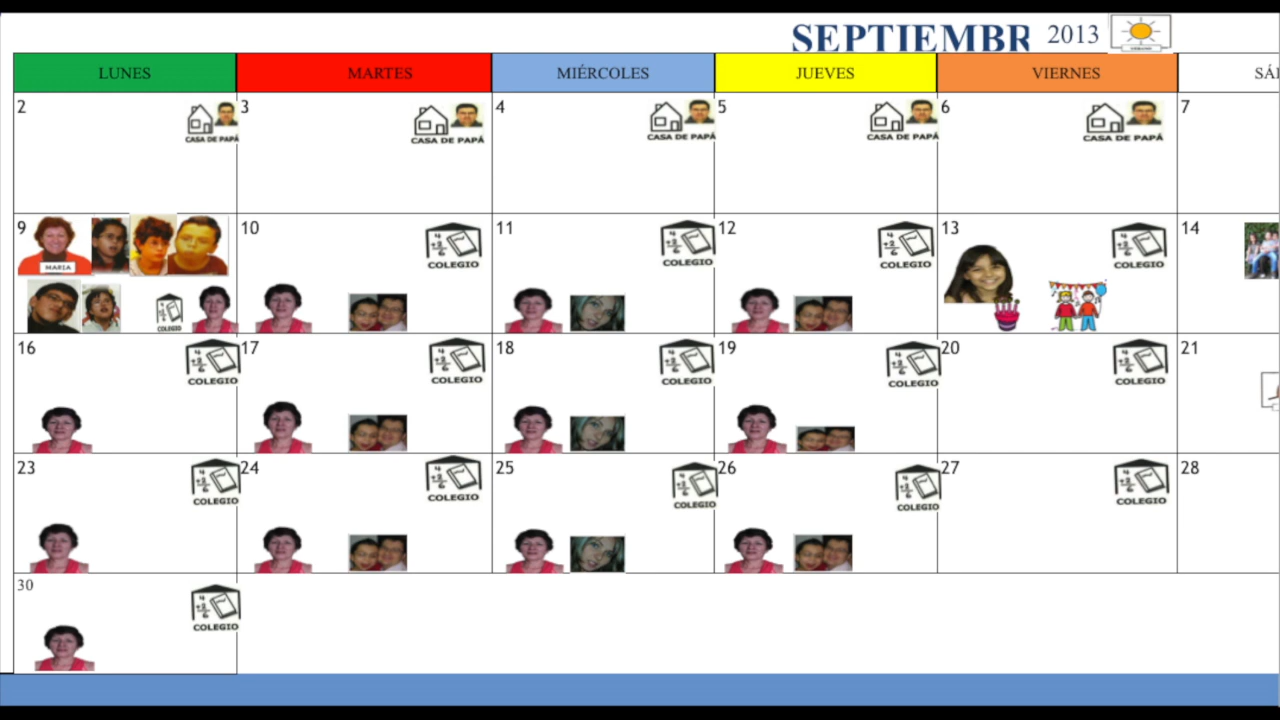 SEPTIEMBR 2013
LUNES MARTES MIÉRCOLES JUEVES VIERNES SÁ
2 3 4 5 6 7
CASA DE PAPÁ CASA DE PAPÁ CASA DE PAPÁ CASA DE PAPÁ CASA DE PAPÁ
9 10 11 12 13 14
MARIA COLEGIO COLEGIO COLEGIO COLEGIO
COLEGIO
16 17 18 19 20 21
COLEGIO COLEGIO COLEGIO COLEGIO COLEGIO
23 24 25 26 27 28
COLEGIO COLEGIO COLEGIO COLEGIO COLEGIO
30
COLEGIO